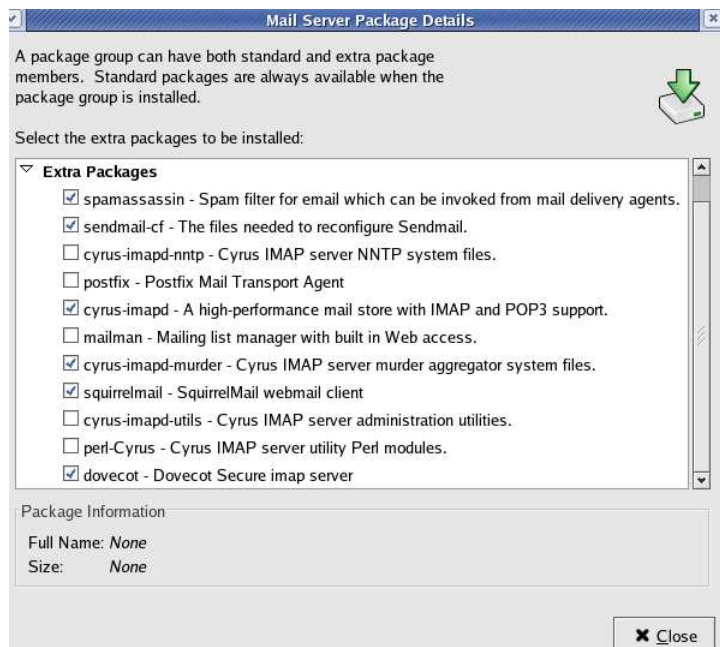 Mail Server Package Details
A package group can have both standard and extra package
members. Standard packages are always available when the
package group is installed.
Select the extra packages to be installed:
Extra Packages
spamassassin - Spam filter for email which can be invoked from mail delivery agents.
sendmail-cf - The files needed to reconfigure Sendmail.
cyrus-imapd-nntp - Cyrus IMAP server NNTP system files.
postfix - Postfix Mail Transport Agent
cyrus-imapd - A high-performance mail store with IMAP and POP3 support.
mailman - Mailing list manager with built in Web access.
cyrus-imapd-murder - Cyrus IMAP server murder aggregator system files.
squirrelmail - SquirrelMail webmail client
cyrus-imapd-utils - Cyrus IMAP server administration utilities.
perl-Cyrus - Cyrus IMAP server utility Perl modules.
dovecot - Dovecot Secure imap server
Package Information
Full Name: None
Size: None
Close